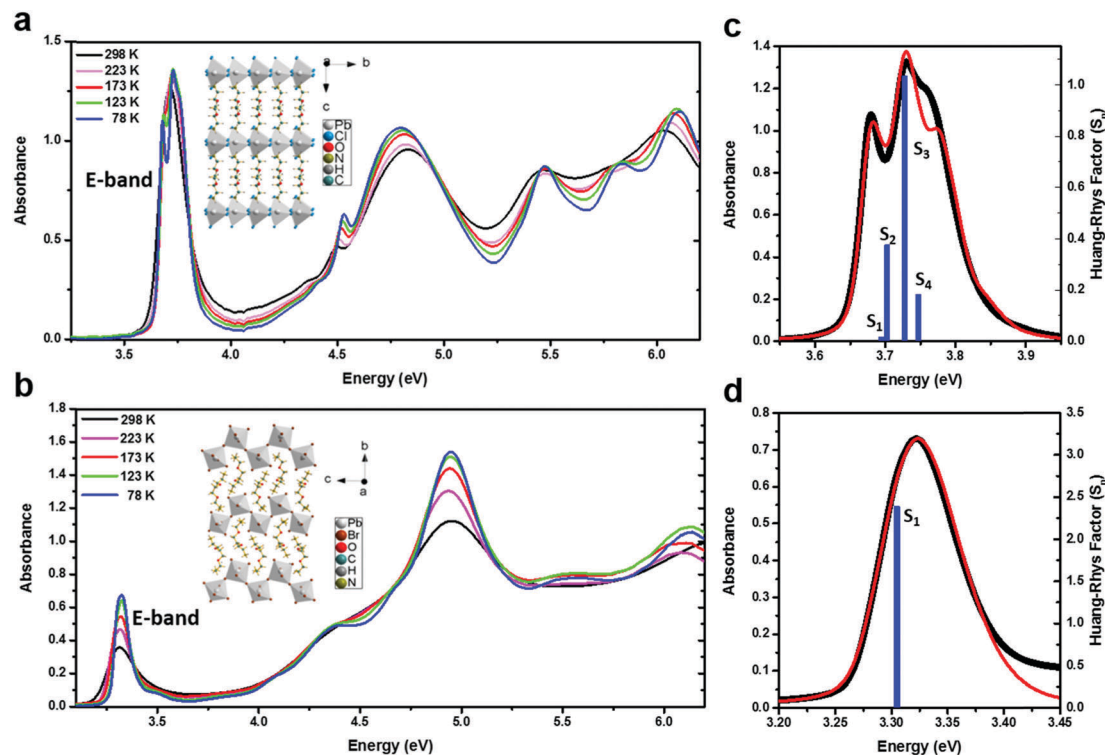 a
1.5
1.0
0.5
0.0
Absorbance
298 K
223 K
173 K
123 K
78 K
E-band
a
b
c
Pb
Cl
O
N
H
C
3.5
4.0
4.5
5.0
5.5
6.0
Energy (eV)
b
1.8
1.6
1.4
1.2
1.0
0.8
0.6
0.4
0.2
0.0
Absorbance
298 K
223 K
173 K
123 K
78 K
E-band
b
c
a
Pb
Br
O
C
H
N
3.5
4.0
4.5
5.0
5.5
6.0
Energy (eV)
c
1.4
1.2
1.0
0.8
0.6
0.4
0.2
0.0
Absorbance
S1
S2
S3
S4
1.0
0.8
0.6
0.4
0.2
0.0
Huang-Rhys Factor (Sn)
3.6
3.7
3.8
3.9
Energy (eV)
d
0.8
0.7
0.6
0.5
0.4
0.3
0.2
0.1
0.0
Absorbance
S1
3.5
3.0
2.5
2.0
1.5
1.0
0.5
0.0
Huang-Rhys Factor (Sn)
3.20
3.25
3.30
3.35
3.40
3.45
Energy (eV)